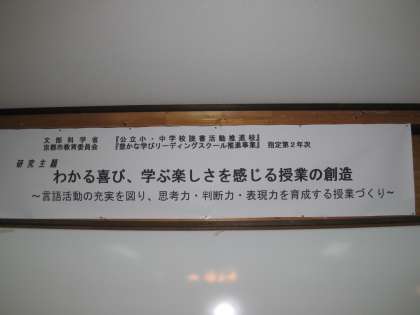 文部科学省 『公立小・中学校読書活動推進校』
京都市教育委員会 『豊かな学びリーディングスクール推進事業』 指定第2年次
研究主題
わかる喜び、学ぶ楽しさを感じる授業の創造
～言語活動の充実を図り、思考力・判断力・表現力を育成する授業づくり～